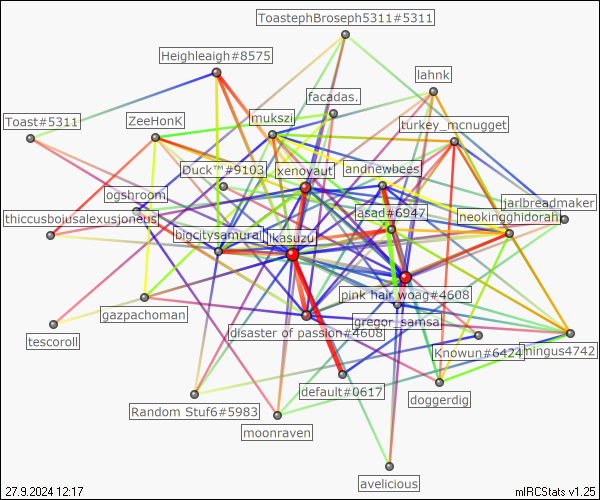 ToastephBroseph5311#5311
Heighleaigh#8575
lahnk
facadas.
Toast#5311
ZeeHonK
mukszi
turkey_mcnugget
Duck™#9103
xenoyaut
andnewbees
ogshroom.
jarlbreadmaker
thiccusbojusalexusjoneus
asad#6947
neokingghidorah
bigcitysamurai
ikasuzu
pink hair woag#4608
gazpachoman
gregor_samsa
disaster of passion#4608
tescoroll
Knowun#6424
mingus4742
default#0617
doggerdig
Random Stuf6#5983
moonraven
avelicious
27.9.2024 12:17
mIRCStats v1.25